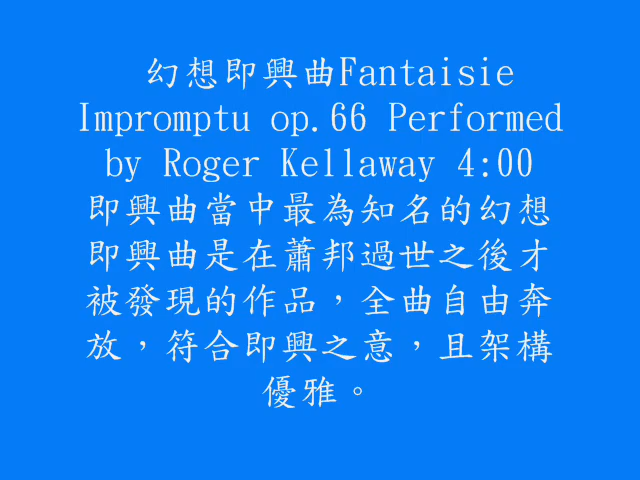 幻想即興曲Fantaisie
Impromptu op.66 Performed
by Roger Kellaway 4:00
即興曲當中最為知名的幻想
即興曲是在蕭邦過世之後才
被發現的作品，全曲自由奔
放，符合即興之意，且架構
優雅。